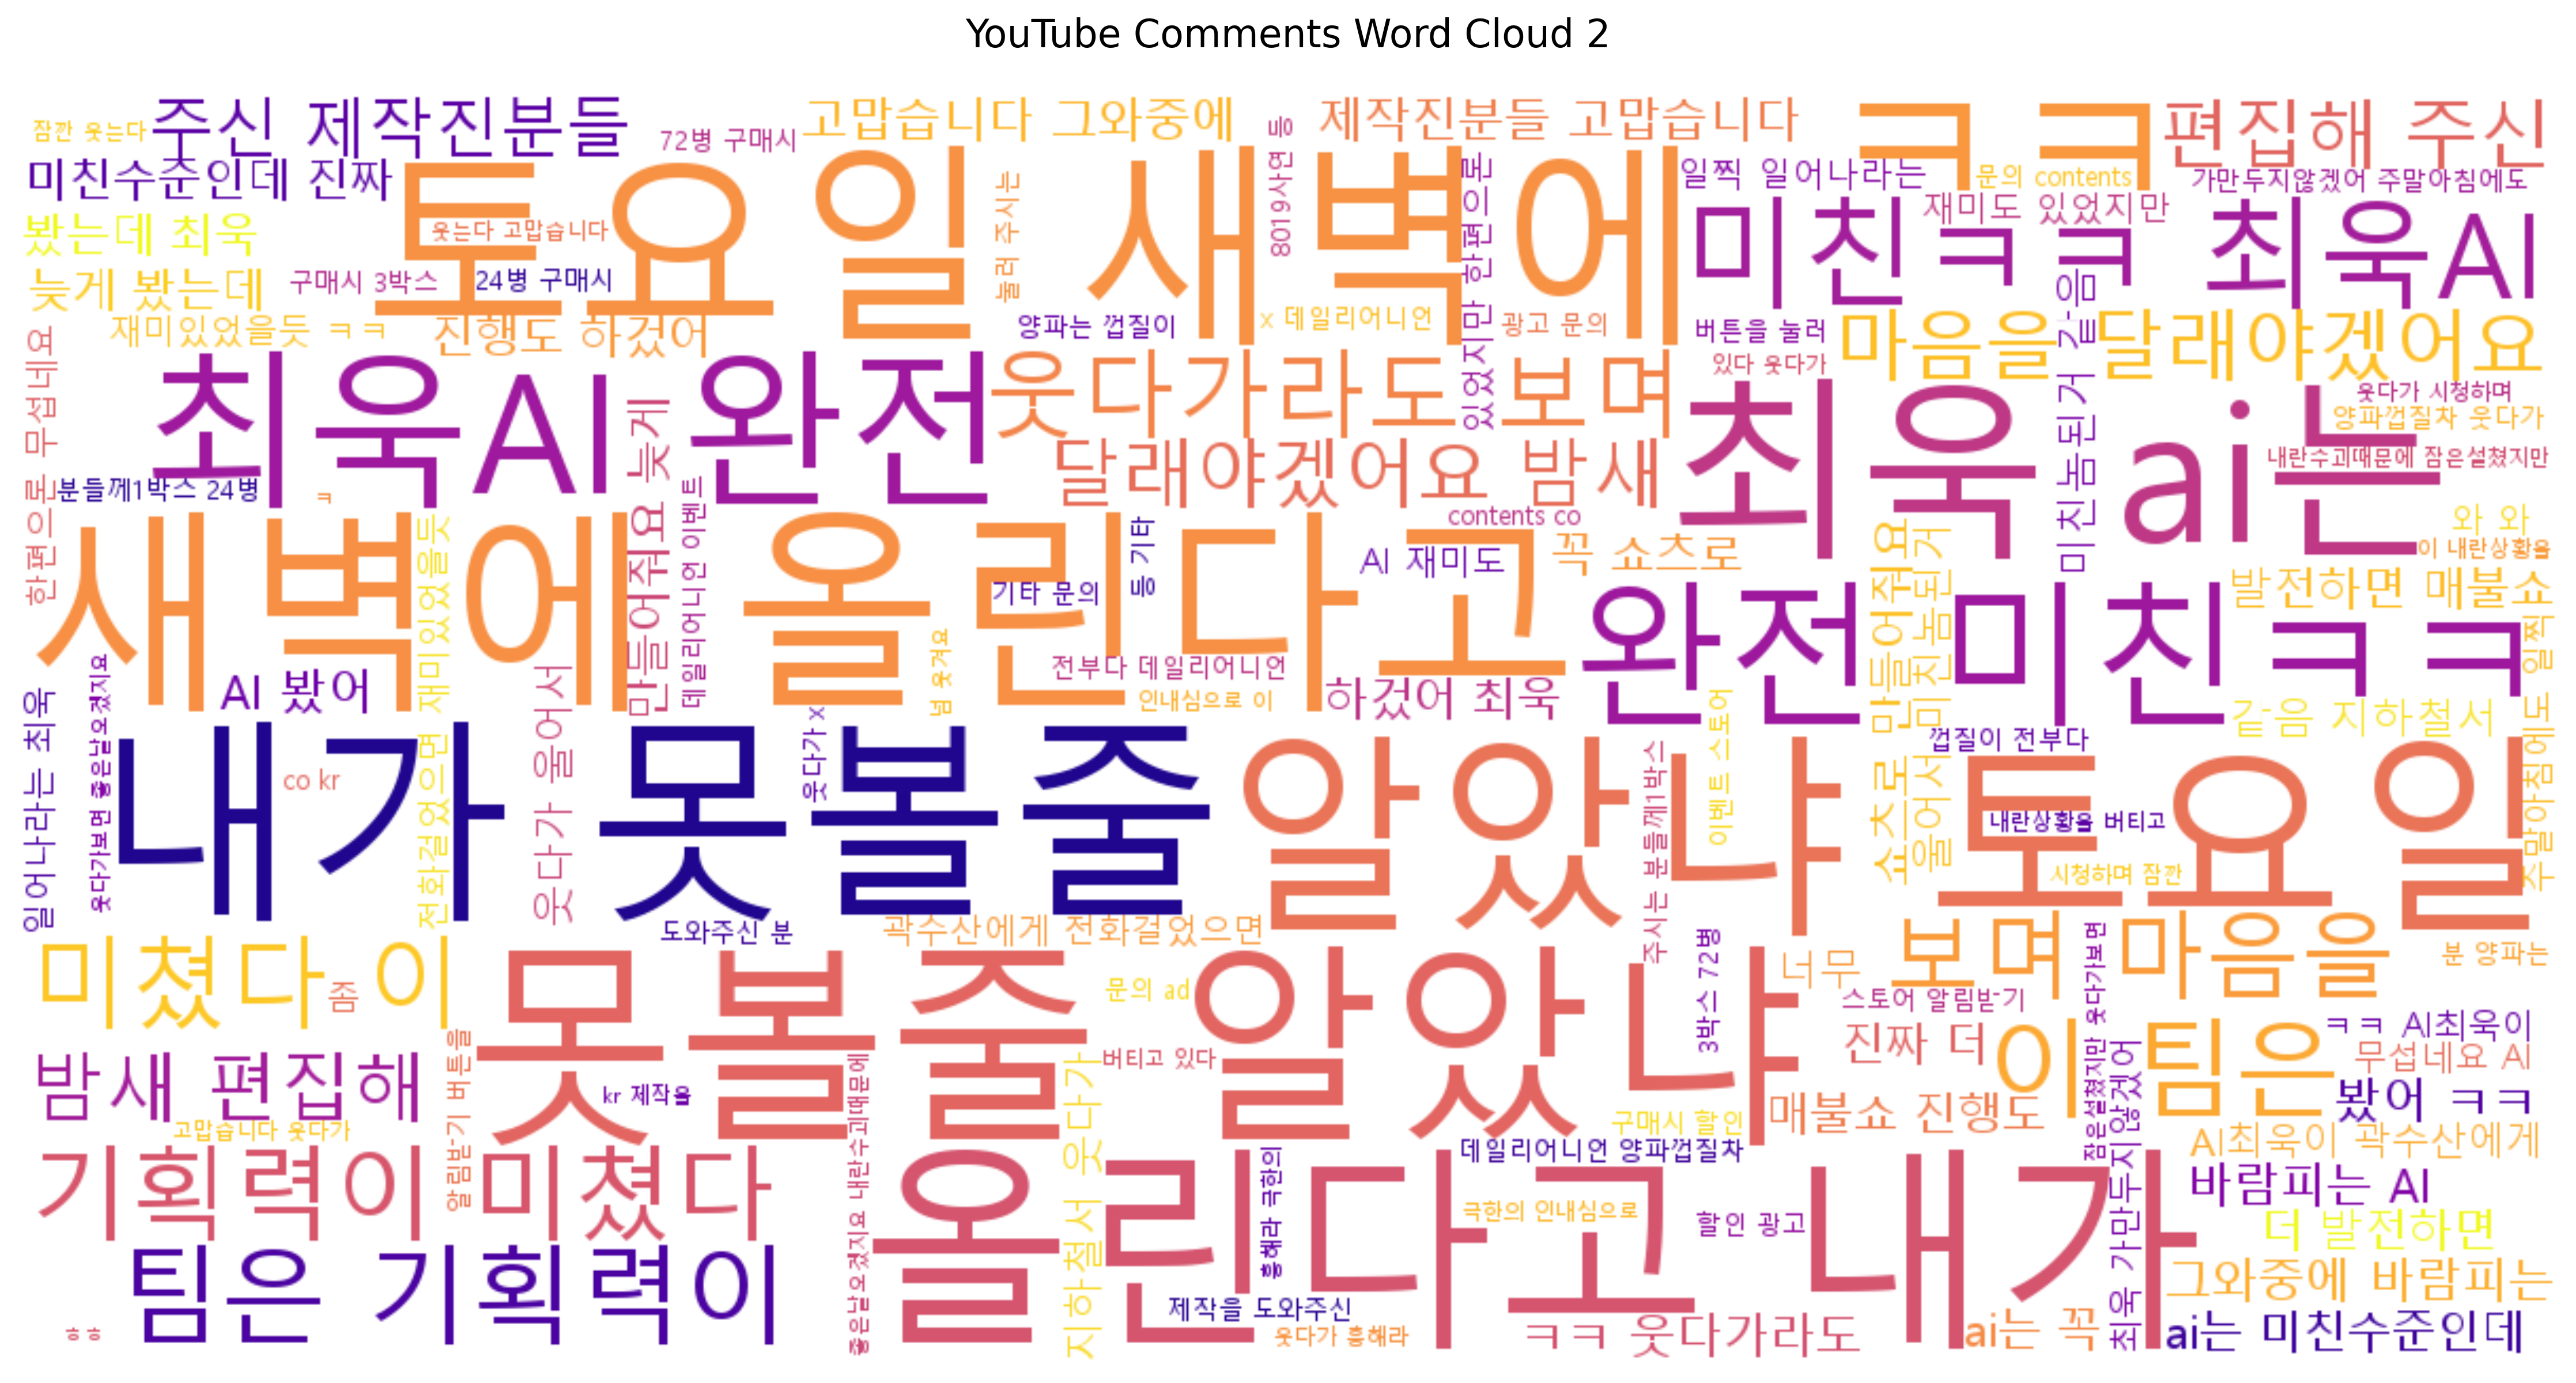 YouTube Comments Word Cloud 2
잠깐 웃는다
주신 제작진분들
72병 구매시
고맙습니다 그와중에
8019사연 등
제작진분들 고맙습니다
ㅋㅋ
편집해 주신
미친수준인데 진짜
토요일 새벽에
일찍 일어나라는
문의 contents
가만두지않겠어 주말아침에도
봤는데 최욱
웃는다 고맙습니다
눌러 주시는
있었지만 한편으론
미친ㅋㅋ 최욱AI
재미도 있었지만
늦게 봤는데
구매시 3박스
24병 구매시
재미있었을듯 ㅋㅋ
진행도 하겄어
양파는 껍질이
x 데일리어니언
광고 문의
버튼을 눌러
마음을 달래야겠어요
한편으론 무섭네요
최욱AI 완전
웃다가라도 보며
있다 웃다가
미친놈된거 같음
웃다가 시청하며
양파껍질차 웃다가
만들어줘요 늦게
달래야겠어요 밤새
최욱 ai는
내란수괴때문에 잠은설쳤지만
분들께1박스 24병
ㅋ
데일리어니언 이벤트
contents co
와 와
새벽에 올린다고
재미있었을듯
등 기타
AI 재미도
꼭 쇼츠로
이 내란상황을
기타 문의
쇼츠로 만들어줘요
울어서 미친놈된거
완전 미친ㅋㅋ
발전하면 매불쇼
주말아침에도 일찍
AI 봤어
넘 웃겨요
전부다 데일리어니언
인내심으로 이
하겄어 최욱
이벤트 스토어
같음 지하철서
일어나라는 최욱
웃다가보면 좋은날오겠지요
내가 못볼줄
co kr
전화걸었으면
웃다가 울어서
웃다가 x
알았냐 토요일
주시는 분들께1박스
껍질이 전부다
내란상황을 버티고
시청하며 잠깐
도와주신 분
곽수산에게 전화걸었으면
미쳤다 이
좀
못볼줄 알았냐
문의 ad
3박스 72병
너무
보며 마음을
분 양파는
스토어 알림받기
잠은설쳤지만 웃다가보면
진짜 더
이 팀은
ㅋㅋ AI최욱이
무섭네요 AI
밤새 편집해
알림받기 버튼을
kr 제작을
버티고 있다
구매시 할인
매불쇼 진행도
봤어 ㅋㅋ
고맙습니다 웃다가
데일리어니언 양파껍질차
AI최욱이 곽수산에게
기획력이 미쳤다
좋은날오겠지요 내란수괴때문에
올린다고 내가
지하철서 웃다가
흥해라 극한의
극한의 인내심으로
할인 광고
최욱 가만두지않겠어
바람피는 AI
더 발전하면
팀은 기획력이
그와중에 바람피는
ㅎㅎ
제작을 도와주신
웃다가 흥해라
ㅋㅋ 웃다가라도
ai는 꼭
ai는 미친수준인데